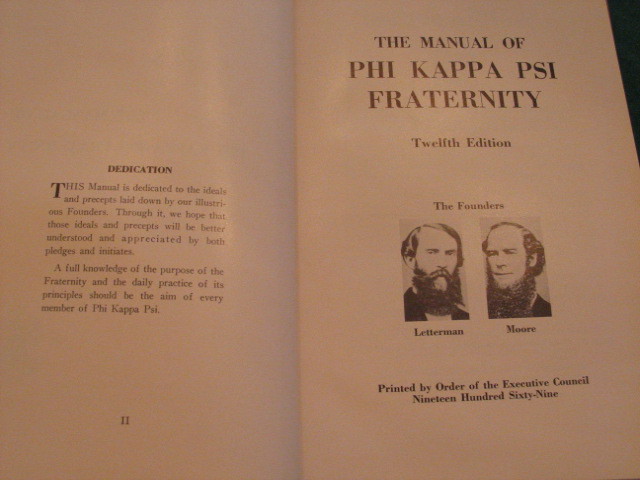 DEDICATION
THIS Manual is dedicated to the ideals
and precepts laid down by our illustri-
ous Founders. Through it, we hope that
those ideals and precepts will be better
understood and appreciated by both
pledges and initiates.
A full knowledge of the purpose of the
Fraternity and the daily practice of its
principles should be the aim of every
member of Phi Kappa Psi.
II
THE MANUAL OF
PHI KAPPA PSI
FRATERNITY
Twelfth Edition
The Founders
Letterman
Moore
Printed by Order of the Executive Council
Nineteen Hundred Sixty-Nine